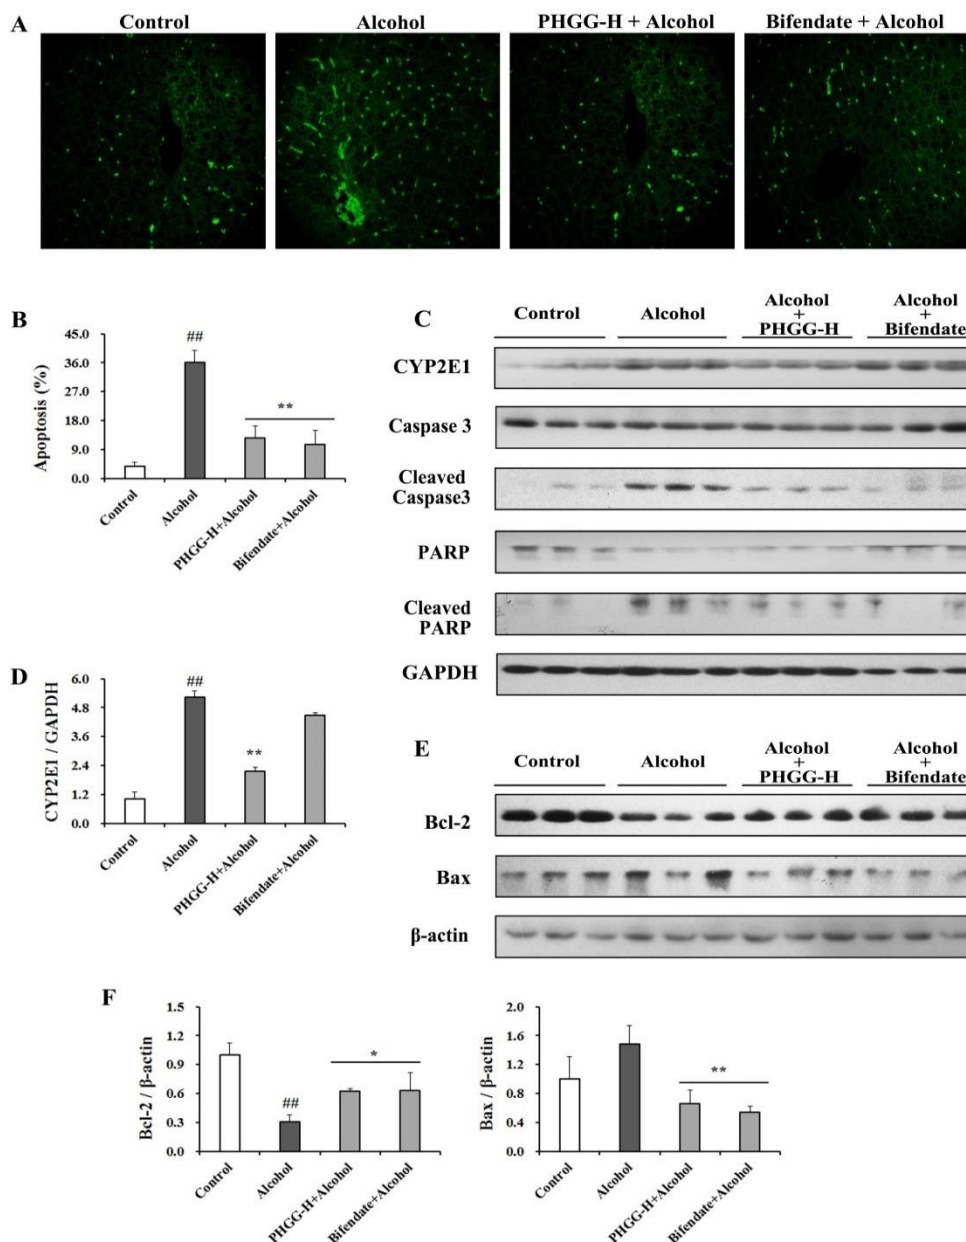 A
Control
Alcohol
PHGG-H + Alcohol
Bifendate + Alcohol
B
Apoptosis (%)
45.0
36.0
27.0
18.0
9.0
0.0
##
**
Control
Alcohol
PHGG-H+Alcohol
Bifendate+Alcohol
C
Control
Alcohol
Alcohol
+
PHGG-H
Alcohol
+
Bifendate
CYP2E1
Caspase 3
Cleaved
Caspase3
PARP
Cleaved
PARP
GAPDH
D
CYP2E1 / GAPDH
6.0
4.8
3.6
2.4
1.2
0.0
##
**
Control
Alcohol
PHGG-H+Alcohol
Bifendate+Alcohol
E
Control
Alcohol
Alcohol
+
PHGG-H
Alcohol
+
Bifendate
Bcl-2
Bax
β-actin
F
Bcl-2 / β-actin
1.5
1.2
0.9
0.6
0.3
0.0
##
*
Control
Alcohol
PHGG-H+Alcohol
Bifendate+Alcohol
Bax / β-actin
2.0
1.6
1.2
0.8
0.4
0.0
**
Control
Alcohol
PHGG-H+Alcohol
Bifendate+Alcohol